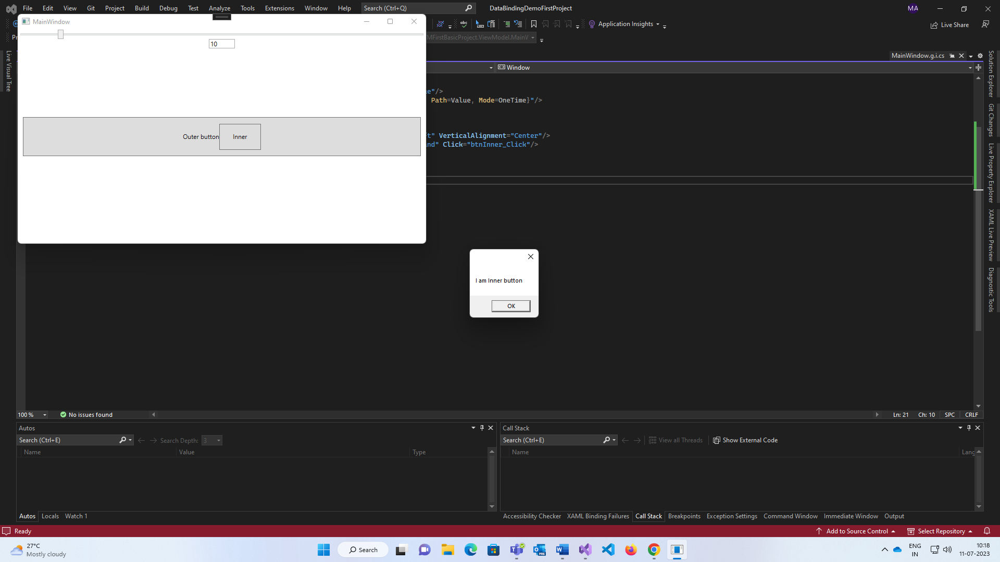 File Edit View Git Project Build Debug Test Analyze Tools Extensions Window Help Search (Ctrl+Q) DataBindingDemoFirstProject MA
MainWindow
Application Insights Live Share
MFirstBasicProject.ViewModel.MainV
10
MainWindow.g.i.cs
Window
Live Visual Tree
Solution Explorer
Git Changes
Live Property Explorer
XAML Live Preview
Diagnostic Tools
e"/>
Path=Value, Mode=OneTime}"/>
ft" VerticalAlignment="Center"/>
nd" Click="btnInner_Click"/>
Outer button Inner
I am Inner button
OK
100 % No issues found Ln: 21 Ch: 10 SPC CRLF
Autos
Search (Ctrl+E) Search Depth: 3
Name Value Type
Autos Locals Watch 1
Call Stack
Search (Ctrl+E) View all Threads Show External Code
Name Lang
Accessibility Checker XAML Binding Failures Call Stack Breakpoints Exception Settings Command Window Immediate Window Output
Ready Add to Source Control Select Repository
27°C
Mostly cloudy
Search
ENG
IN
10:18
11-07-2023